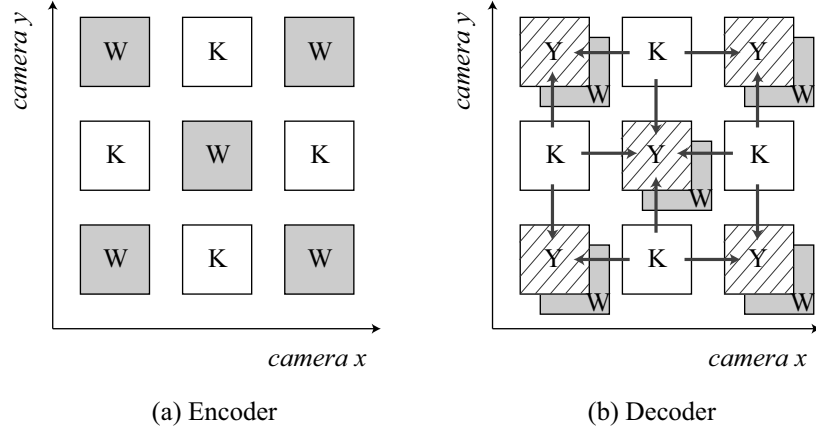 camera y
W K W
K W K
W K W
camera x
(a) Encoder
camera y
Y K Y
W W
K Y K
W
Y K Y
W W
camera x
(b) Decoder